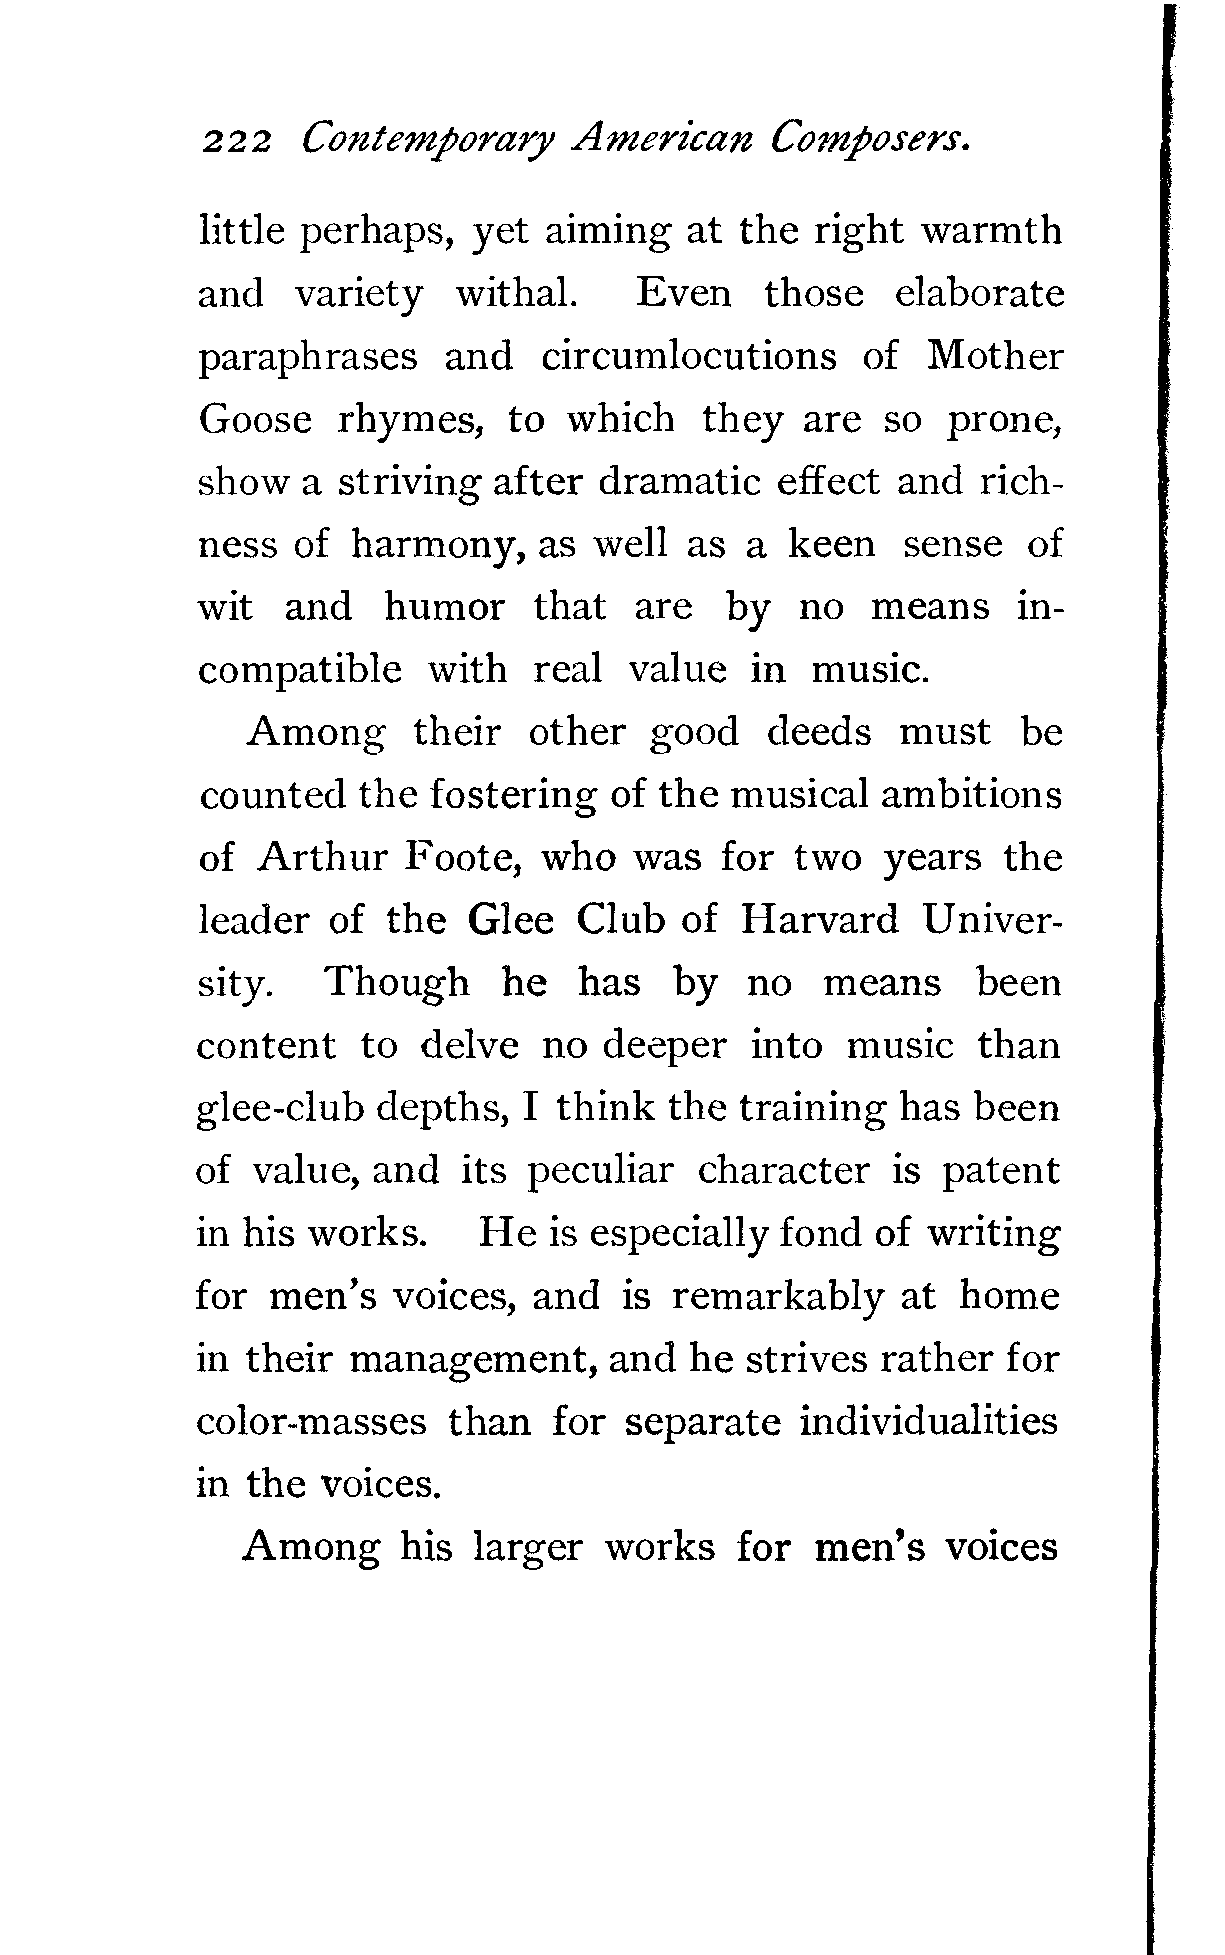 222 Contemporary American Composers.
little perhaps, yet aiming at the right warmth
and variety withal. Even those elaborate
paraphrases and circumlocutions of Mother
Goose rhymes, to which they are so prone,
show a striving after dramatic effect and rich-
ness of harmony, as well as a keen sense of
wit and humor that are by no means in-
compatible with real value in music.
Among their other good deeds must be
counted the fostering of the musical ambitions
of Arthur Foote, who was for two years the
leader of the Glee Club of Harvard Univer-
sity. Though he has by no means been
content to delve no deeper into music than
glee-club depths, I think the training has been
of value, and its peculiar character is patent
in his works. He is especially fond of writing
for men's voices, and is remarkably at home
in their management, and he strives rather for
color-masses than for separate individualities
in the voices.
Among his larger works for men's voices